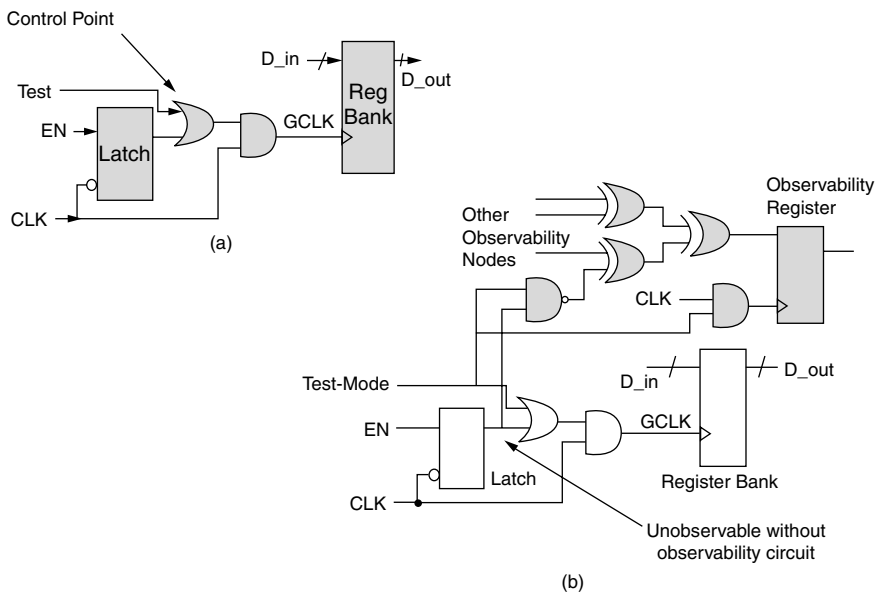 Control Point
Test
EN
Latch
CLK
D_in
D_out
Reg
Bank
GCLK
(a)
Other
Observability
Nodes
Observability
Register
CLK
Test-Mode
EN
Latch
CLK
D_in
D_out
GCLK
Register Bank
Unobservable without
observability circuit
(b)